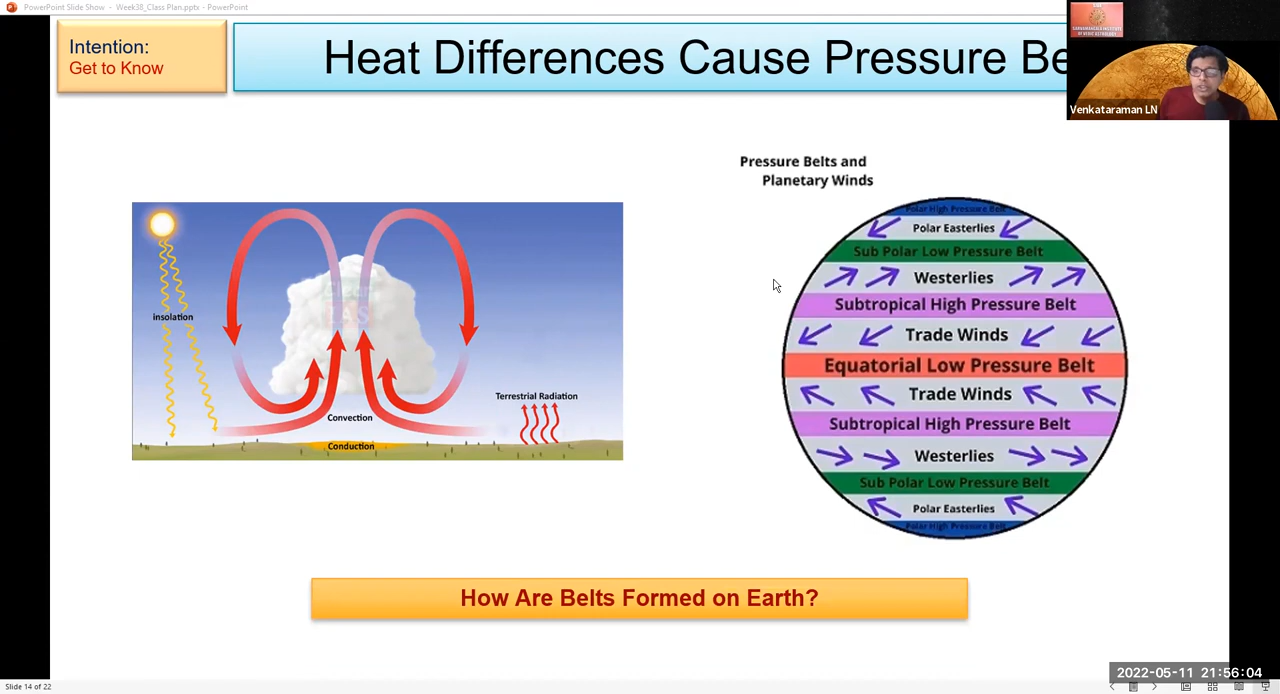 PowerPoint Slide Show - Week38_Class Plan.pptx - PowerPoint
Intention:
Get to Know
Heat Differences Cause Pressure Be
Venkataraman LN
Pressure Belts and
Planetary Winds
insolation
Convection
Conduction
Terrestrial Radiation
Polar High Pressure Belt
Polar Easterlies
Sub Polar Low Pressure Belt
Westerlies
Subtropical High Pressure Belt
Trade Winds
Equatorial Low Pressure Belt
Trade Winds
Subtropical High Pressure Belt
Westerlies
Sub Polar Low Pressure Belt
Polar Easterlies
Polar High Pressure Belt
How Are Belts Formed on Earth?
2022-05-11 21:56:04
Slide 14 of 22